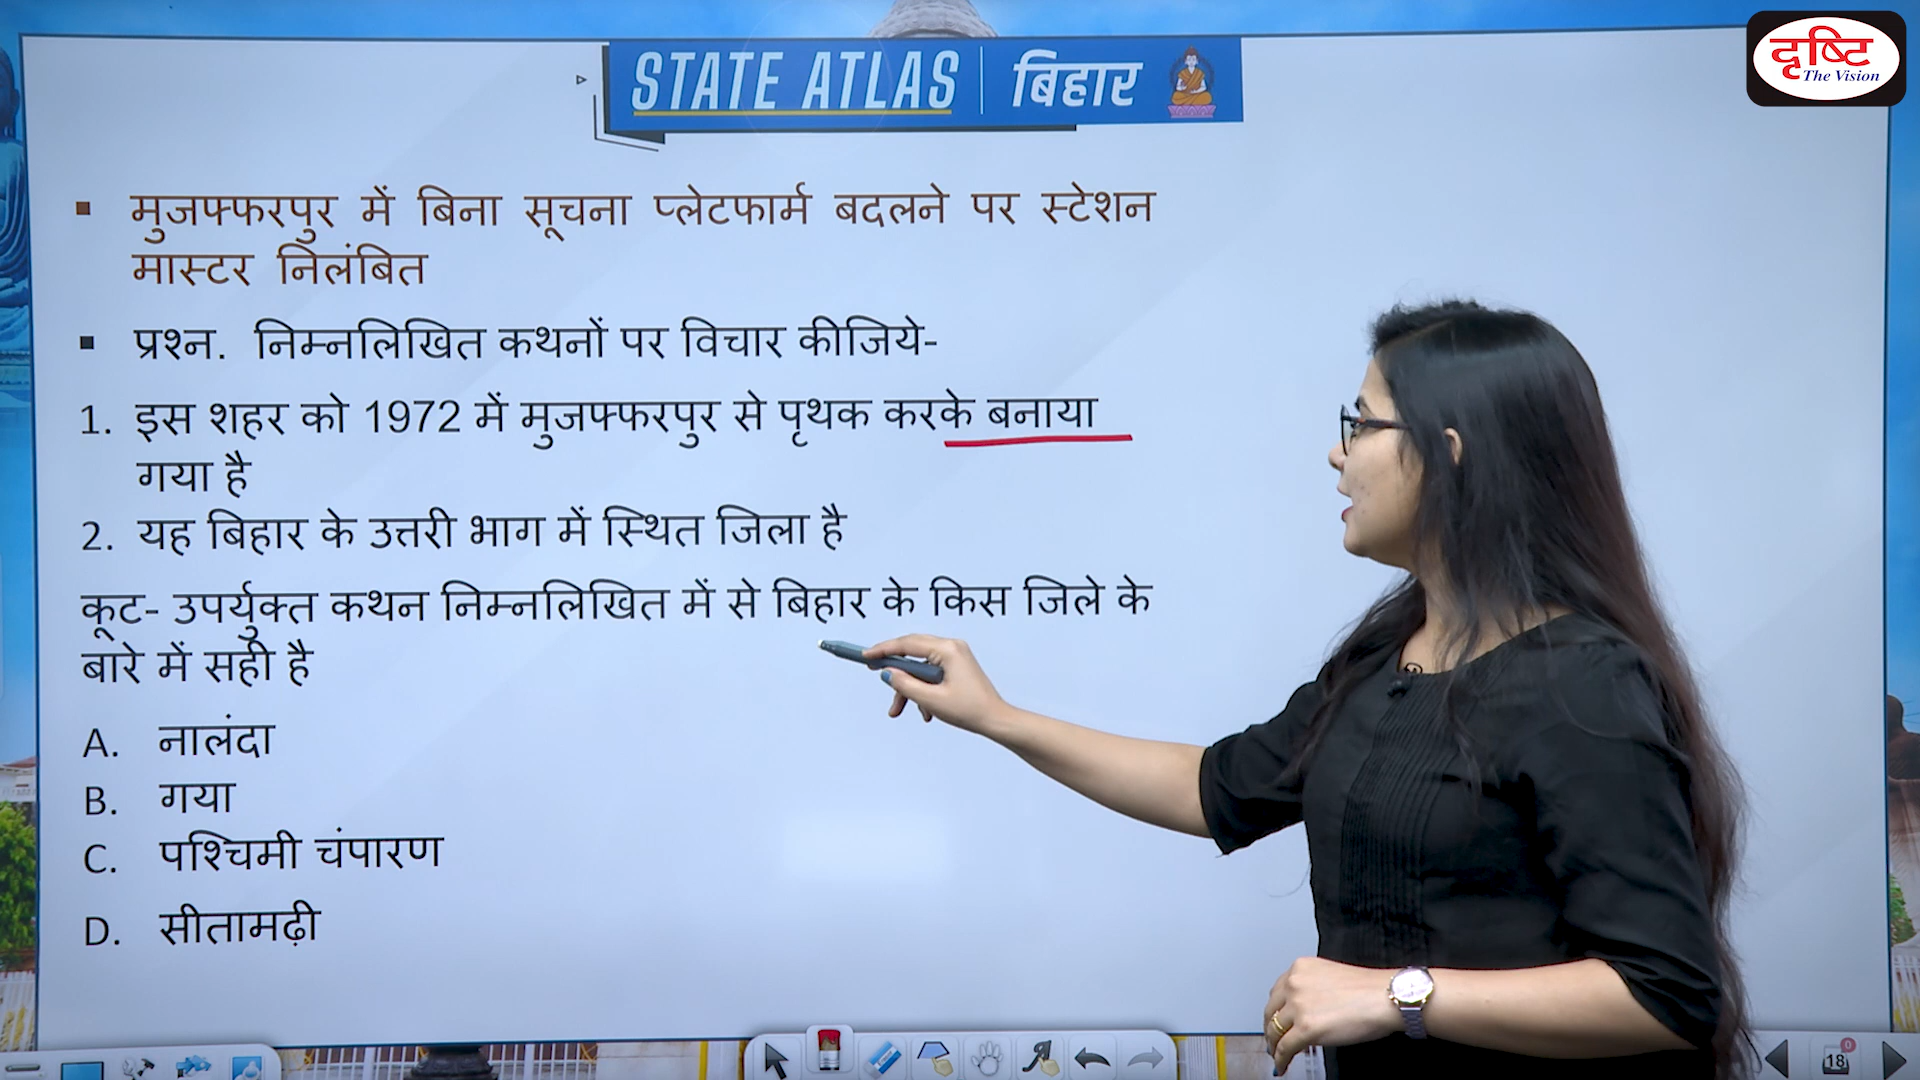 दृष्टि
The Vision
STATE ATLAS | बिहार
▪ मुजफ्फरपुर में बिना सूचना प्लेटफार्म बदलने पर स्टेशन
मास्टर निलंबित
▪ प्रश्न. निम्नलिखित कथनों पर विचार कीजिये-
1. इस शहर को 1972 में मुजफ्फरपुर से पृथक करके बनाया
गया है
2. यह बिहार के उत्तरी भाग में स्थित जिला है
कूट- उपर्युक्त कथन निम्नलिखित में से बिहार के किस जिले के
बारे में सही है
A. नालंदा
B. गया
C. पश्चिमी चंपारण
D. सीतामढ़ी
18
0